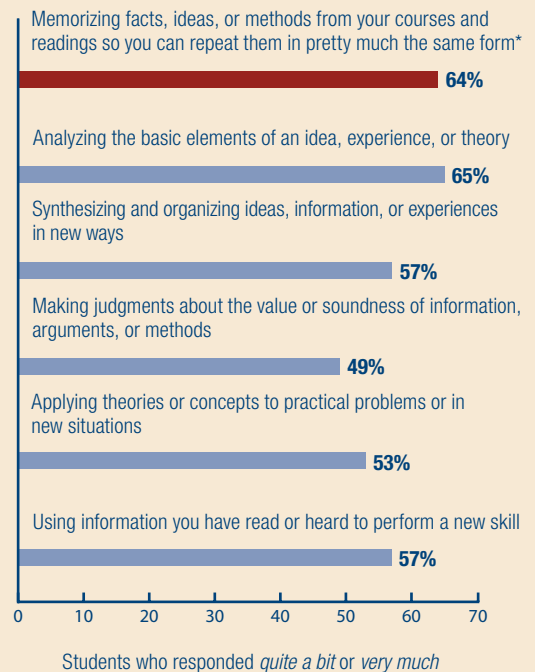 Memorizing facts, ideas, or methods from your courses and
readings so you can repeat them in pretty much the same form*
64%
Analyzing the basic elements of an idea, experience, or theory
65%
Synthesizing and organizing ideas, information, or experiences
in new ways
57%
Making judgments about the value or soundness of information,
arguments, or methods
49%
Applying theories or concepts to practical problems or in
new situations
53%
Using information you have read or heard to perform a new skill
57%
0 10 20 30 40 50 60 70
Students who responded quite a bit or very much